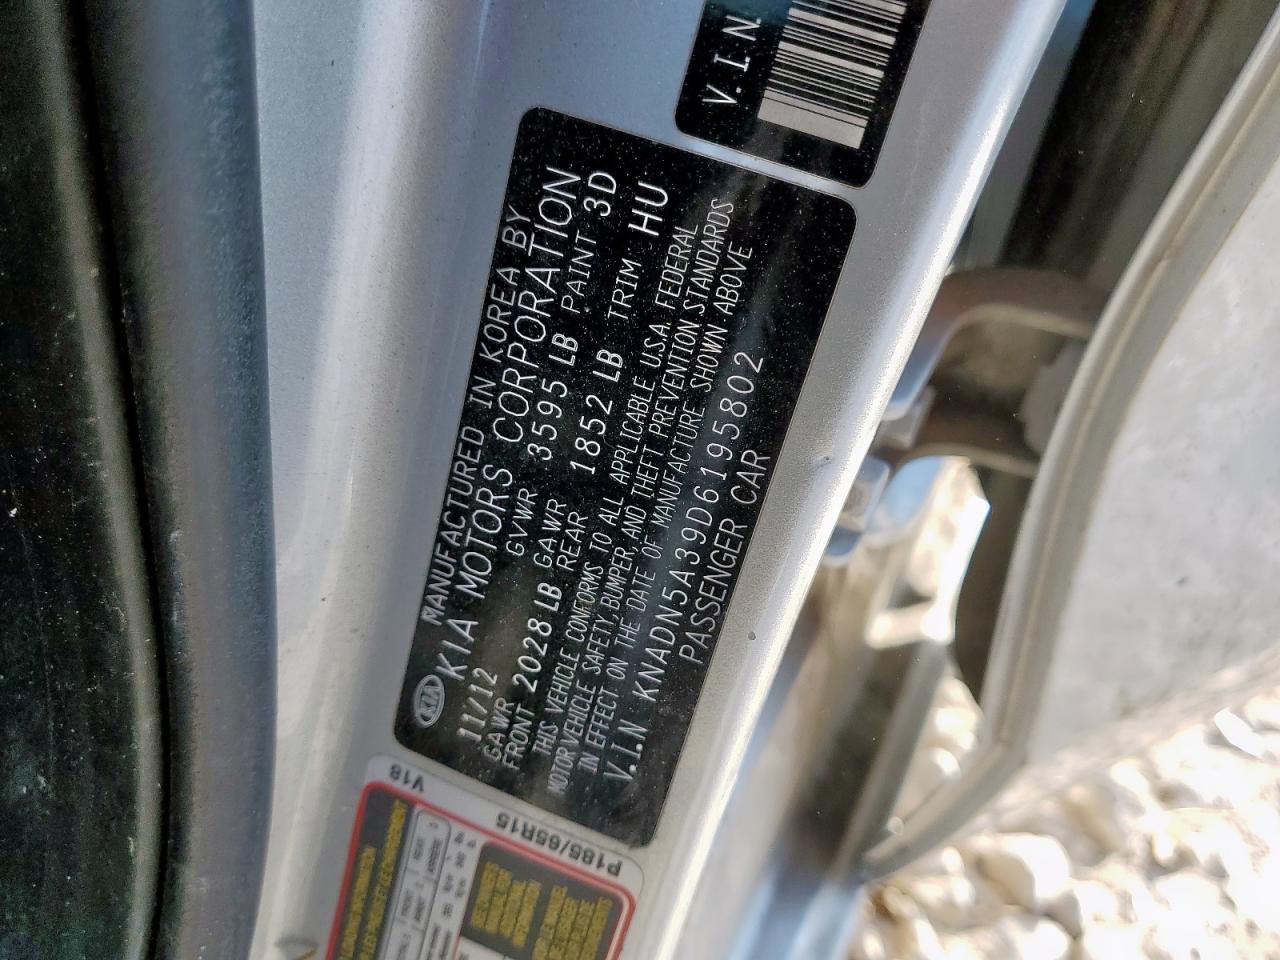 V.I.N.
KIA
MANUFACTURED IN KOREA BY
KIA MOTORS CORPORATION
11/12 GVWR 3595 LB PAINT 3D
GAWR FRONT 2028 LB GAWR REAR 1852 LB TRIM HU
THIS VEHICLE CONFORMS TO ALL APPLICABLE U.S.A. FEDERAL
MOTOR VEHICLE SAFETY, BUMPER, AND THEFT PREVENTION STANDARDS
IN EFFECT ON THE DATE OF MANUFACTURE SHOWN ABOVE
V.I.N KNADN5A39D6195802
PASSENGER CAR
V18
P185/65R15